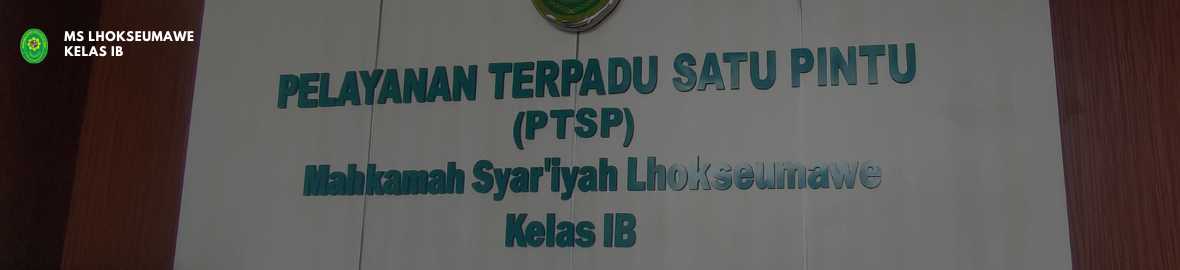 MS LHOKSEUMAWE
KELAS IB
PELAYANAN TERPADU SATU PINTU
(PTSP)
Mahkamah Syar'iyah Lhokseumawe
Kelas IB